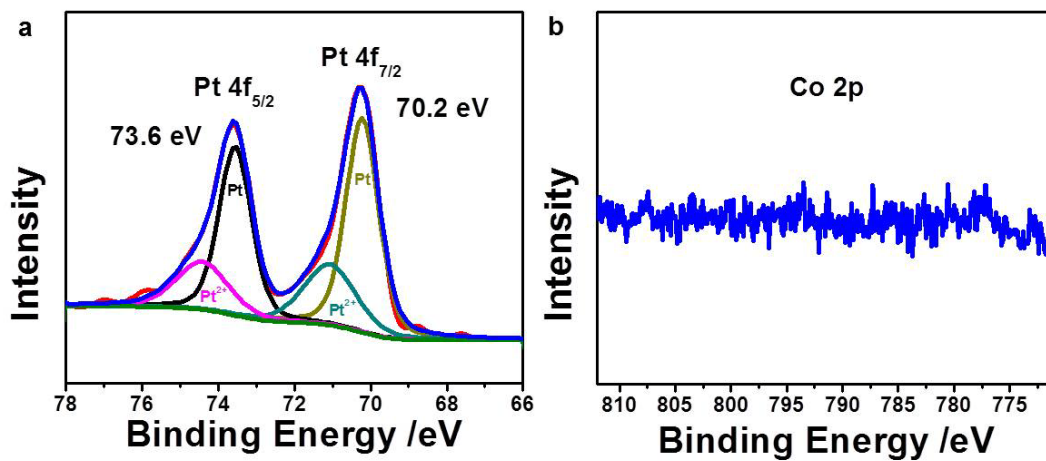 a
Pt 4f7/2
Pt 4f5/2
70.2 eV
73.6 eV
Pt
Pt
Pt2+
Pt2+
Intensity
78 76 74 72 70 68 66
Binding Energy /eV
b
Co 2p
Intensity
810 805 800 795 790 785 780 775
Binding Energy /eV